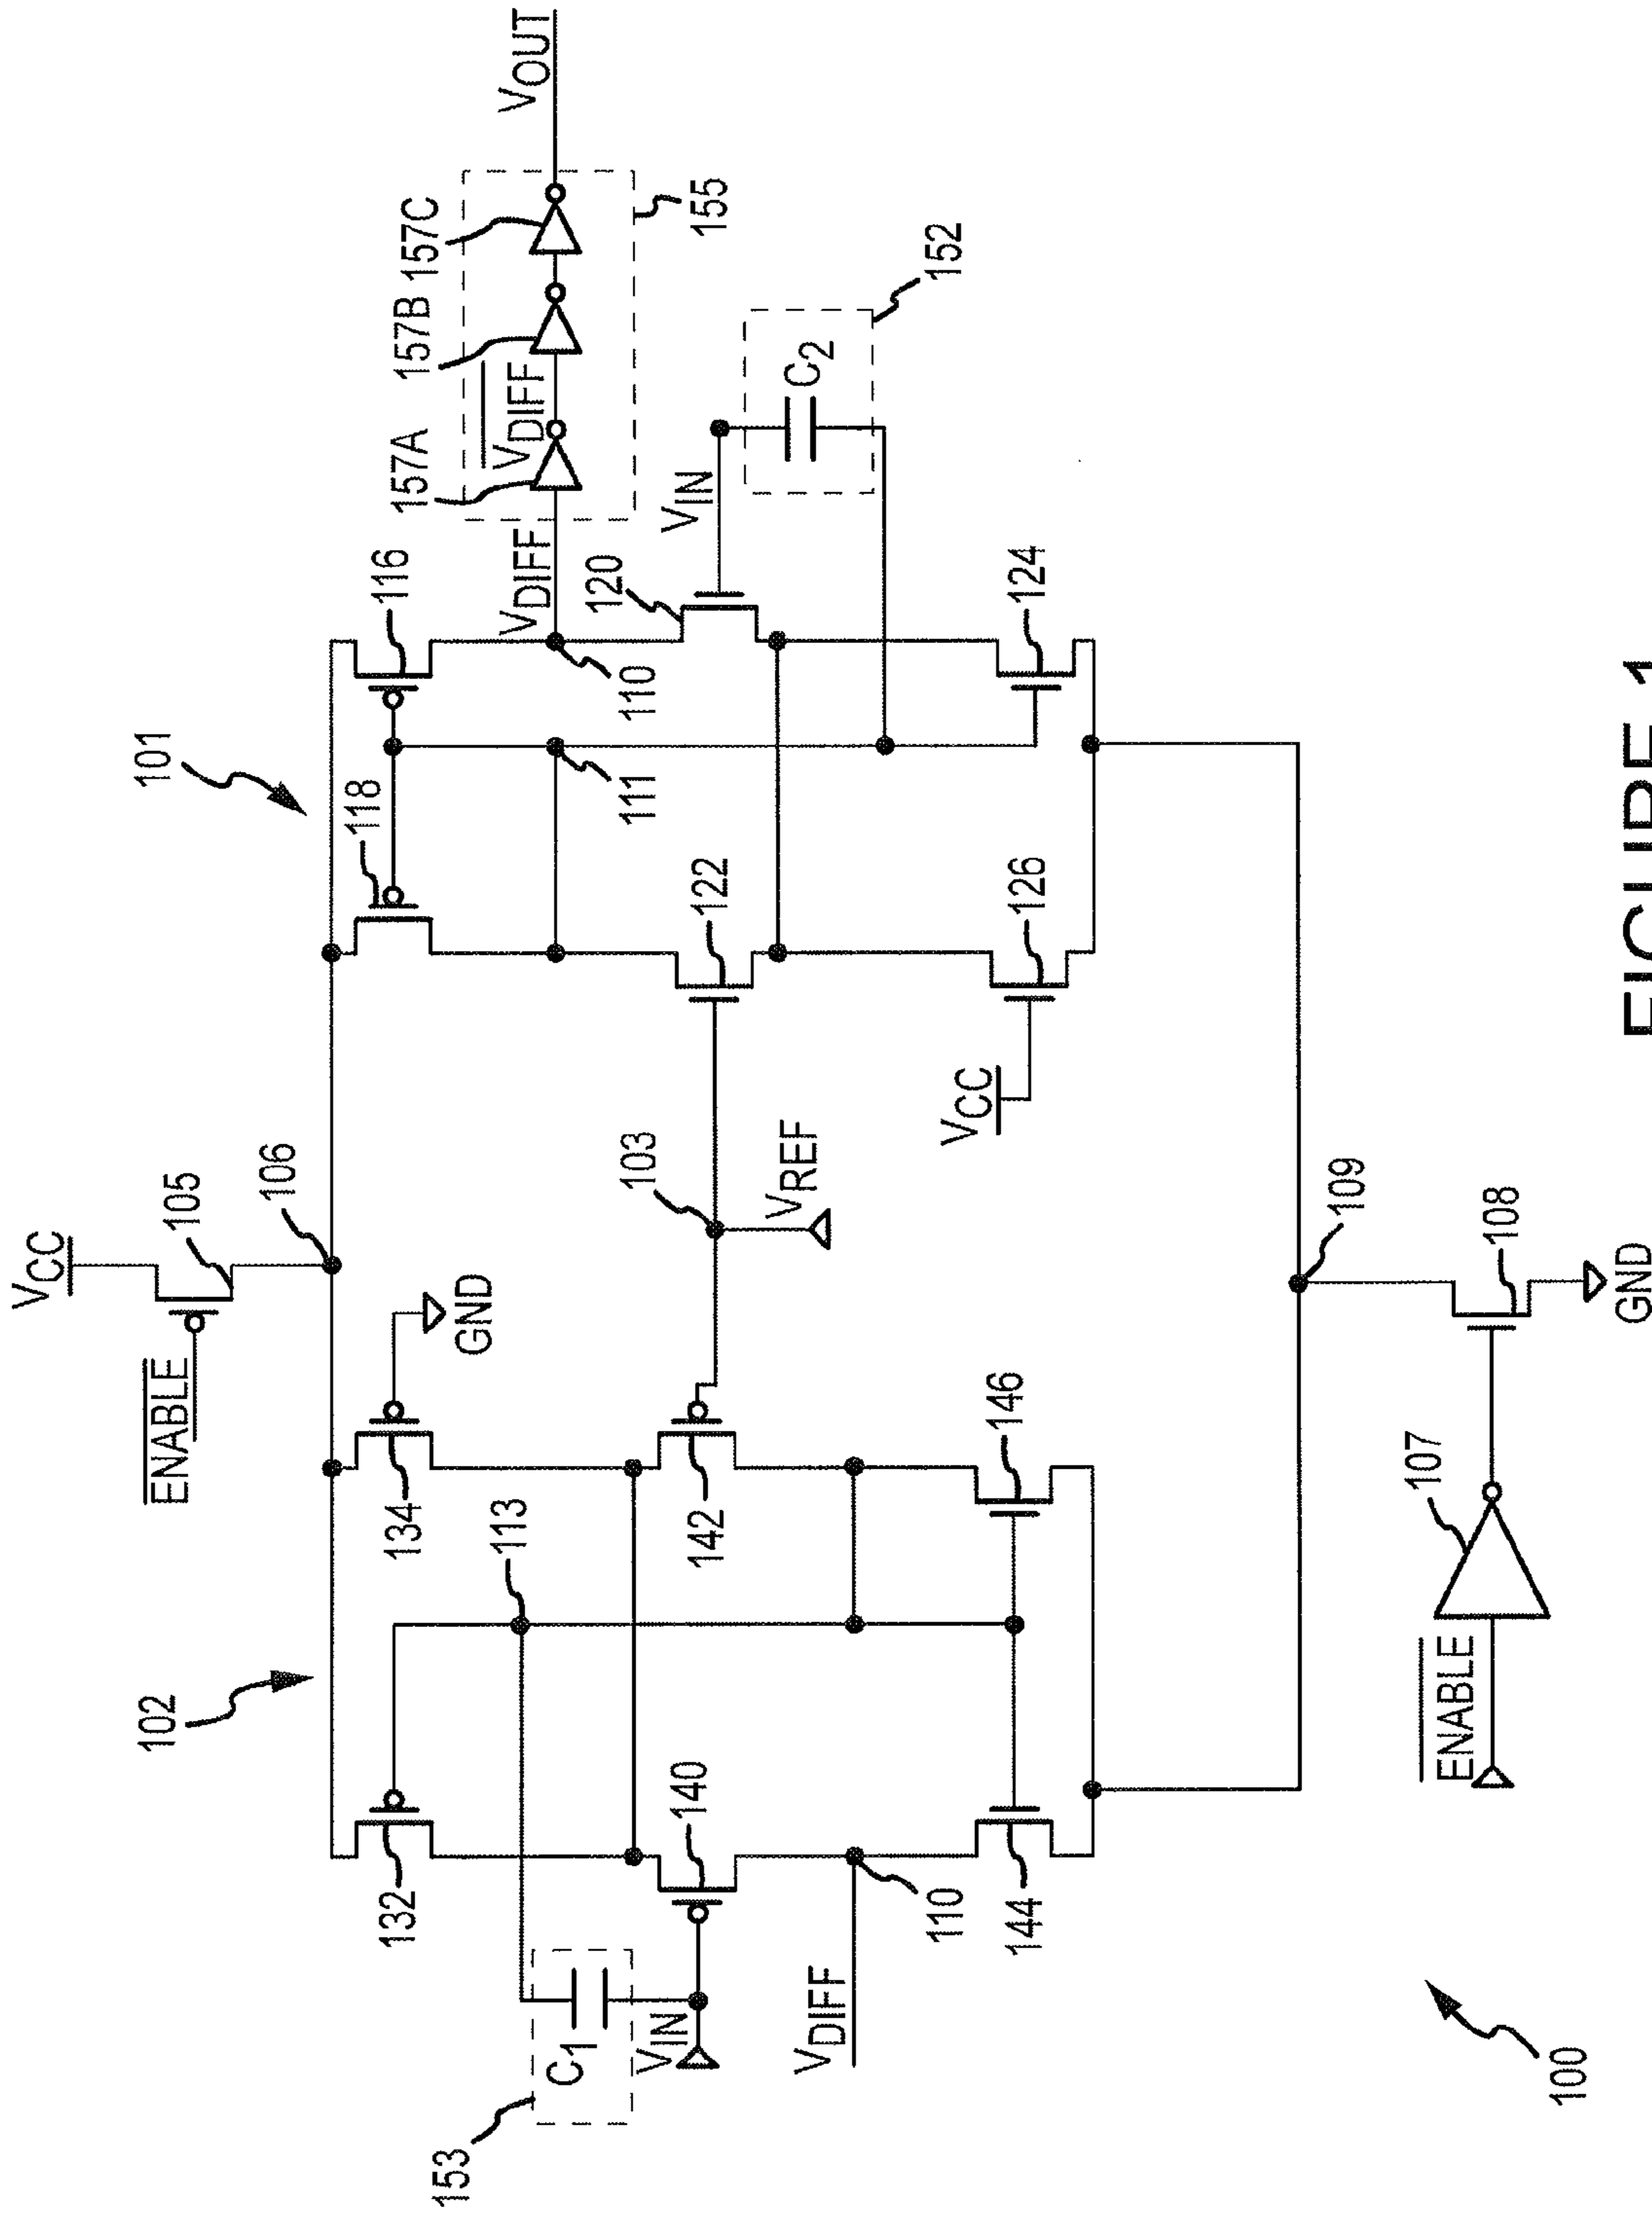 VCC
ENABLE
105
106
101
102
118
116
VDIFF
157A
VDIFF
157B
157C
VOUT
155
134
GND
132
113
153
C1
VIN
140
142
103
VREF
111
110
120
VIN
C2
152
122
VDIFF
110
144
146
VCC
126
124
109
ENABLE
107
108
GND
100
FIGURE 1